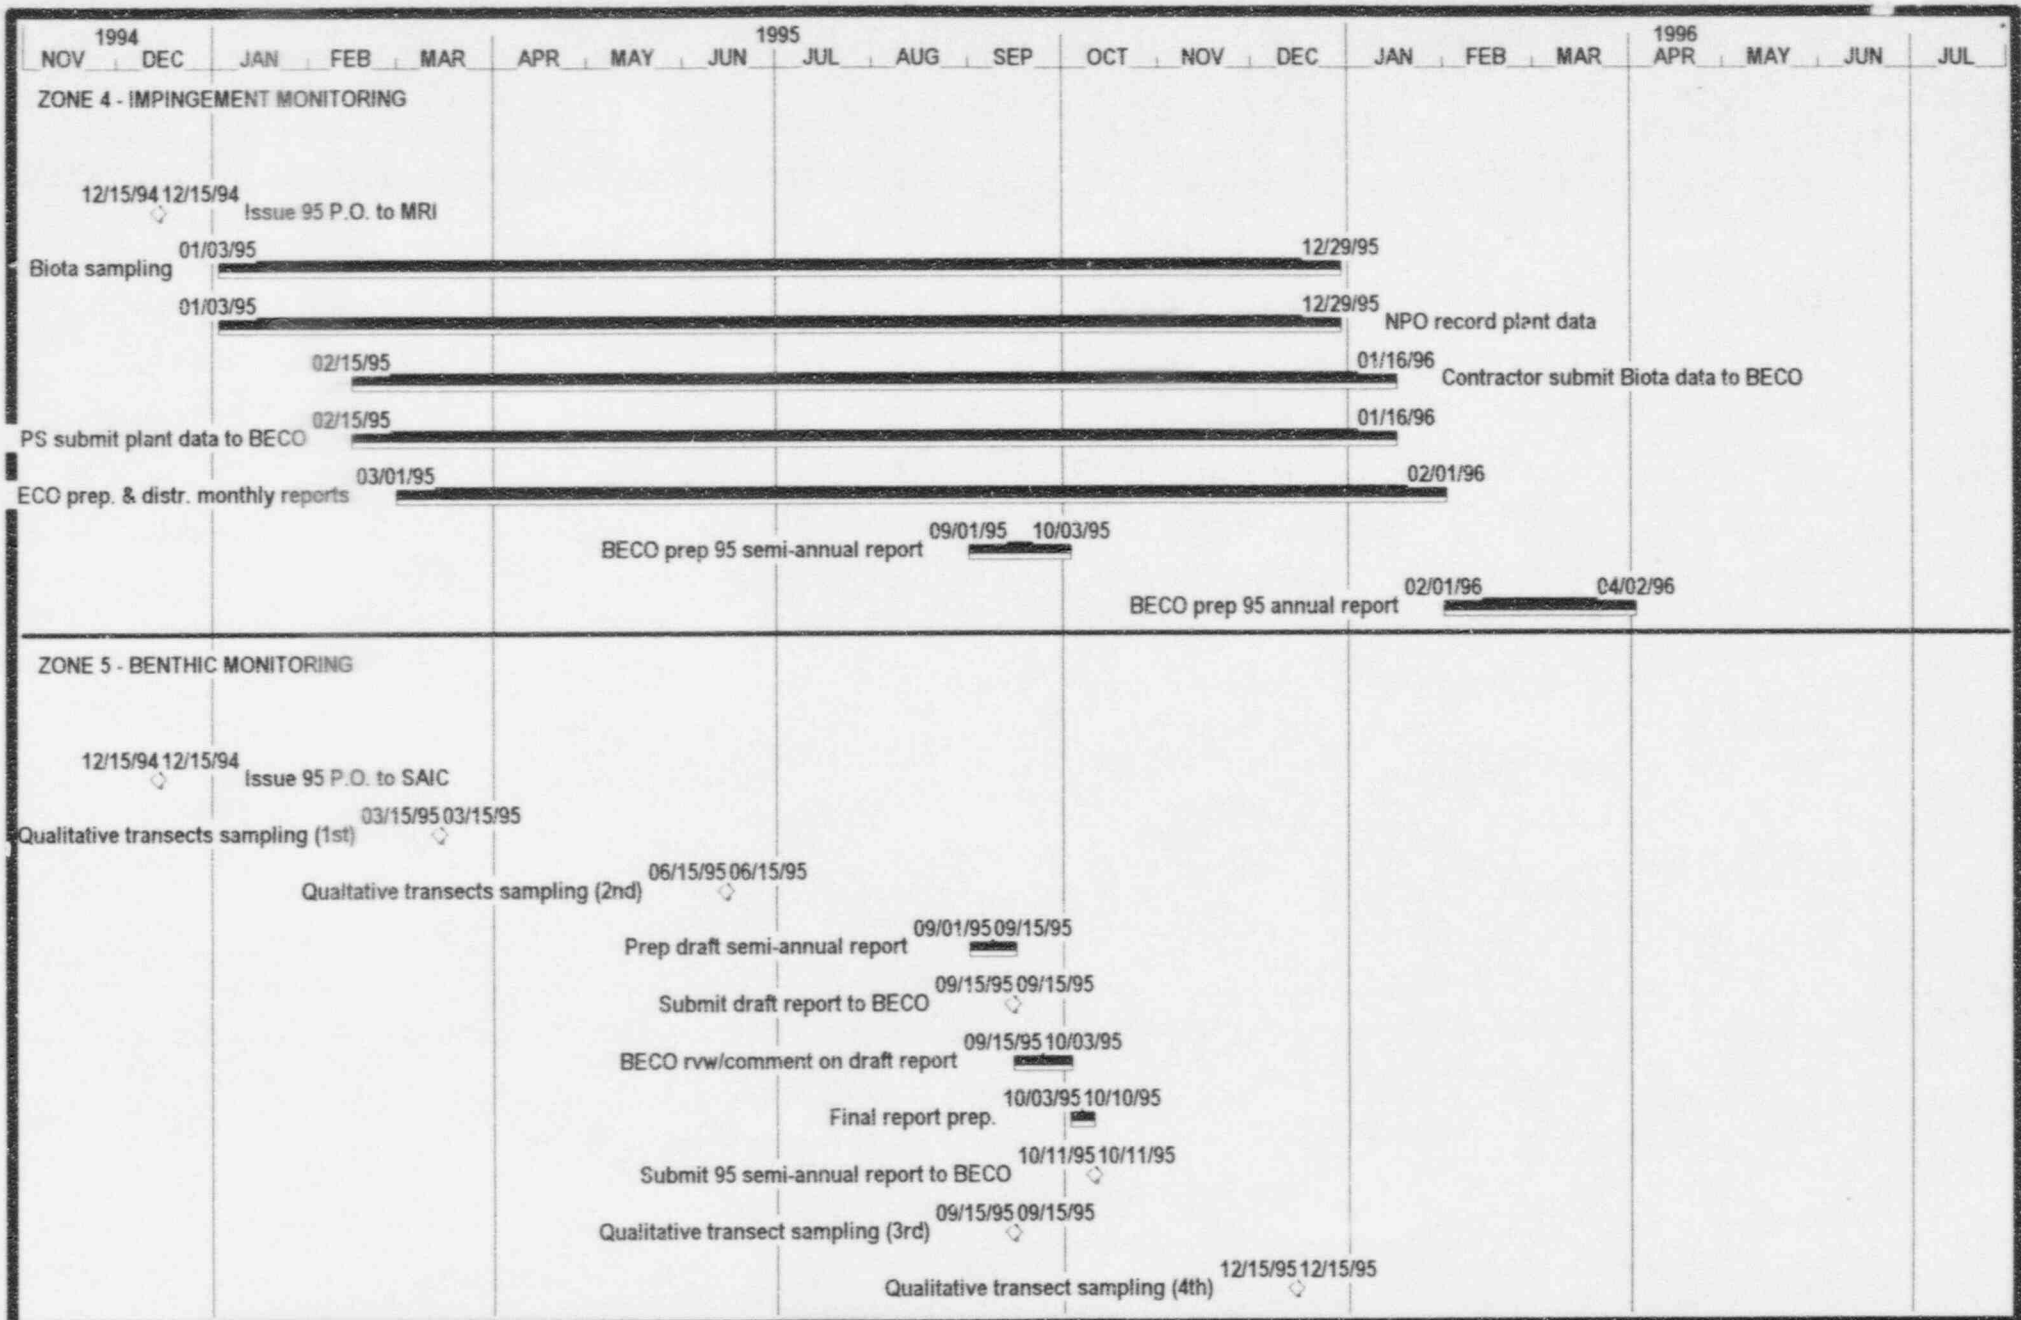 1994 1995 1996
NOV DEC JAN FEB MAR APR MAY JUN JUL AUG SEP OCT NOV DEC JAN FEB MAR APR MAY JUN JUL
ZONE 4 - IMPINGEMENT MONITORING
12/15/94 12/15/94
Issue 95 P.O. to MRI
01/03/95 12/29/95
Biota sampling
01/03/95 12/29/95
NPO record plant data
02/15/95 01/16/96
Contractor submit Biota data to BECO
02/15/95 01/16/96
PS submit plant data to BECO
03/01/95 02/01/96
ECO prep. & distr. monthly reports
09/01/95 10/03/95
BECO prep 95 semi-annual report
02/01/96 04/02/96
BECO prep 95 annual report
ZONE 5 - BENTHIC MONITORING
12/15/94 12/15/94
Issue 95 P.O. to SAIC
03/15/95 03/15/95
Qualitative transects sampling (1st)
06/15/95 06/15/95
Qualtative transects sampling (2nd)
09/01/95 09/15/95
Prep draft semi-annual report
09/15/95 09/15/95
Submit draft report to BECO
09/15/95 10/03/95
BECO rvw/comment on draft report
10/03/95 10/10/95
Final report prep.
10/11/95 10/11/95
Submit 95 semi-annual report to BECO
09/15/95 09/15/95
Qualitative transect sampling (3rd)
12/15/95 12/15/95
Qualitative transect sampling (4th)